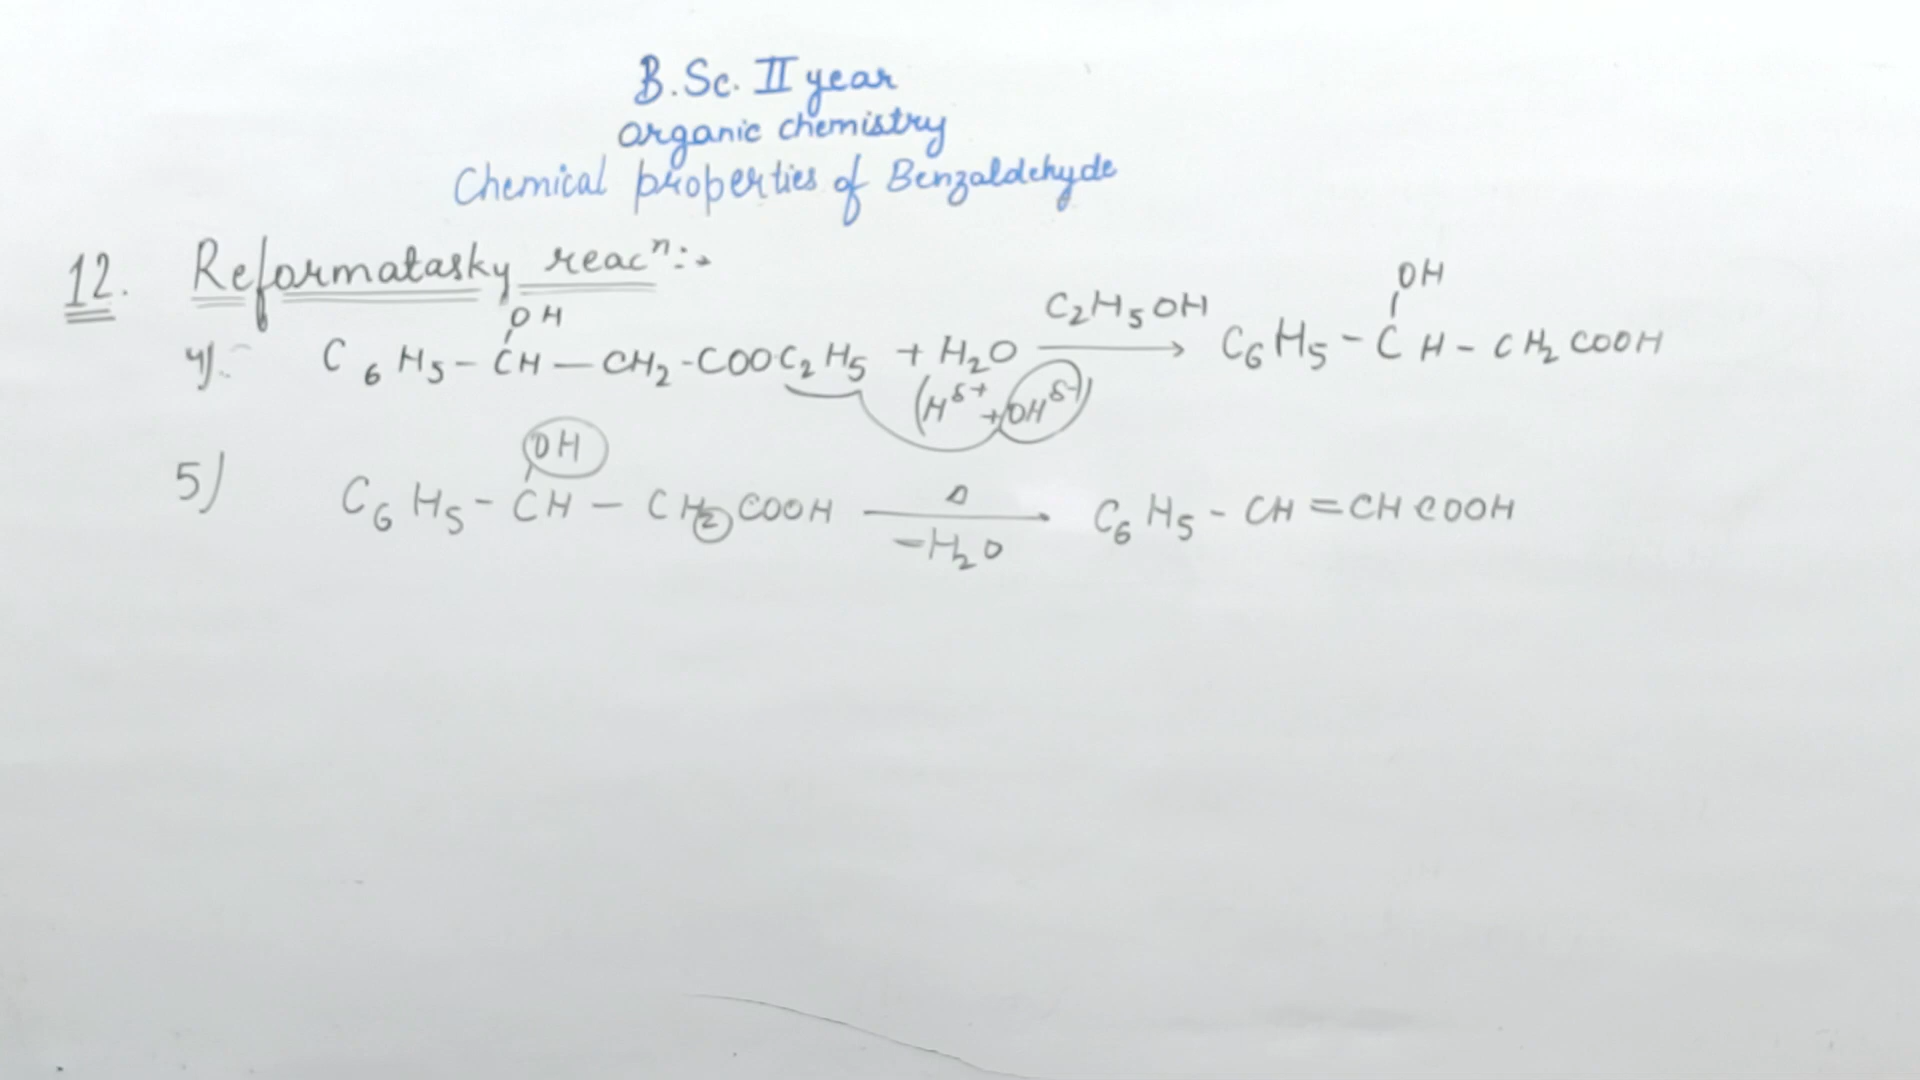 B.Sc. II year
organic chemistry
Chemical properties of Benzaldehyde
12. Reformatasky reacⁿ:→
OH
4) C6H5-CH-CH2-COOC2H5 + H2O C2H5OH → C6H5-CH-CH2COOH
OH
(Hδ+ + OHδ-)
OH
5) C6H5-CH-CH2COOH Δ → C6H5-CH=CHCOOH
-H2O